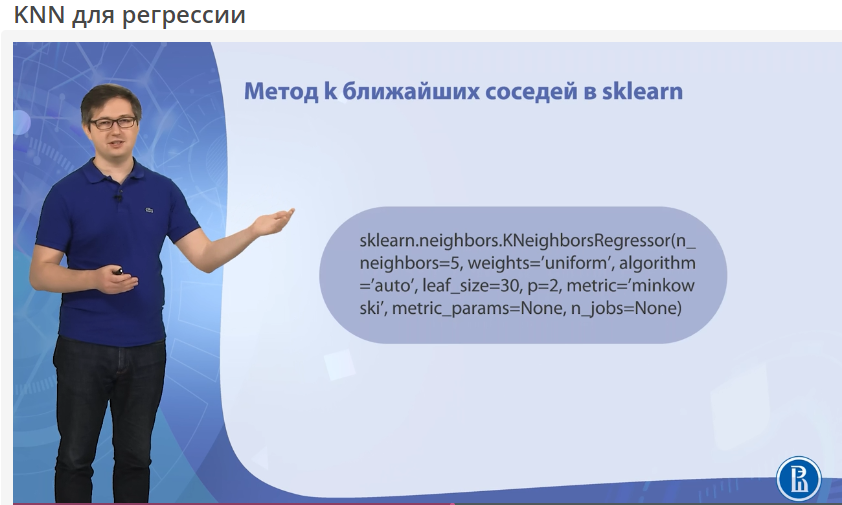 KNN для регрессии
Метод k ближайших соседей в sklearn
sklearn.neighbors.KNeighborsRegressor(n_
neighbors=5, weights=’uniform’, algorithm
=’auto’, leaf_size=30, p=2, metric=’minkow
ski’, metric_params=None, n_jobs=None)